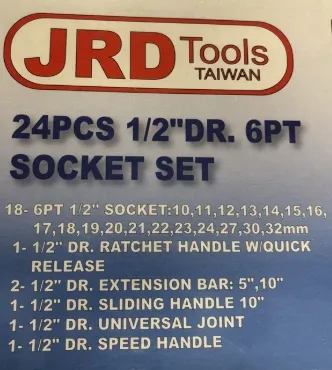 JRD Tools
TAIWAN
24PCS 1/2"DR. 6PT
SOCKET SET
18- 6PT 1/2" SOCKET:10,11,12,13,14,15,16,
17,18,19,20,21,22,23,24,27,30,32mm
1- 1/2" DR. RATCHET HANDLE W/QUICK
RELEASE
2- 1/2" DR. EXTENSION BAR: 5",10"
1- 1/2" DR. SLIDING HANDLE 10"
1- 1/2" DR. UNIVERSAL JOINT
1- 1/2" DR. SPEED HANDLE